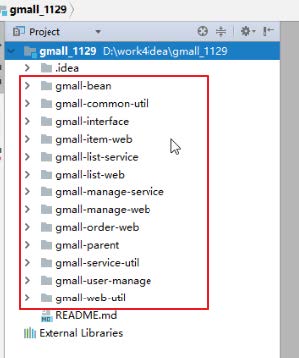 gmall_1129
Project
gmall_1129 D:\work4idea\gmall_1129
.idea
gmall-bean
gmall-common-util
gmall-interface
gmall-item-web
gmall-list-service
gmall-list-web
gmall-manage-service
gmall-manage-web
gmall-order-web
gmall-parent
gmall-service-util
gmall-user-manage
gmall-web-util
README.md
External Libraries